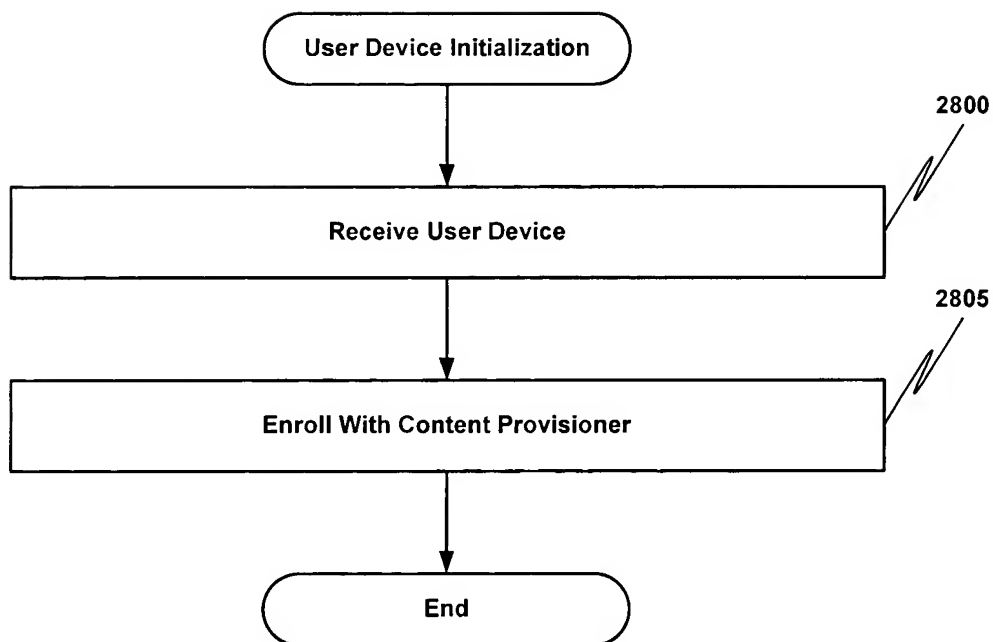 User Device Initialization
2800
Receive User Device
2805
Enroll With Content Provisioner
End